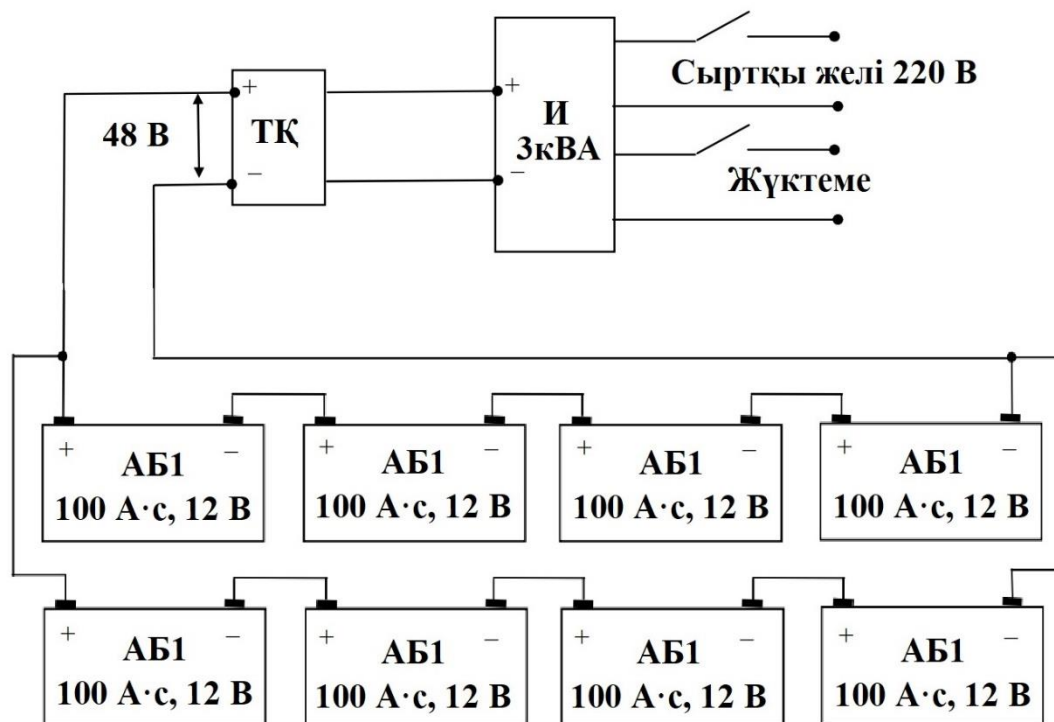 Сыртқы желі 220 В
+
48 В
ТҚ
–
+
И
3кВА
–
Жүктеме
+ –
АБ1
100 А·с, 12 В
+ –
АБ1
100 А·с, 12 В
+ –
АБ1
100 А·с, 12 В
+ –
АБ1
100 А·с, 12 В
+ –
АБ1
100 А·с, 12 В
+ –
АБ1
100 А·с, 12 В
+ –
АБ1
100 А·с, 12 В
+ –
АБ1
100 А·с, 12 В